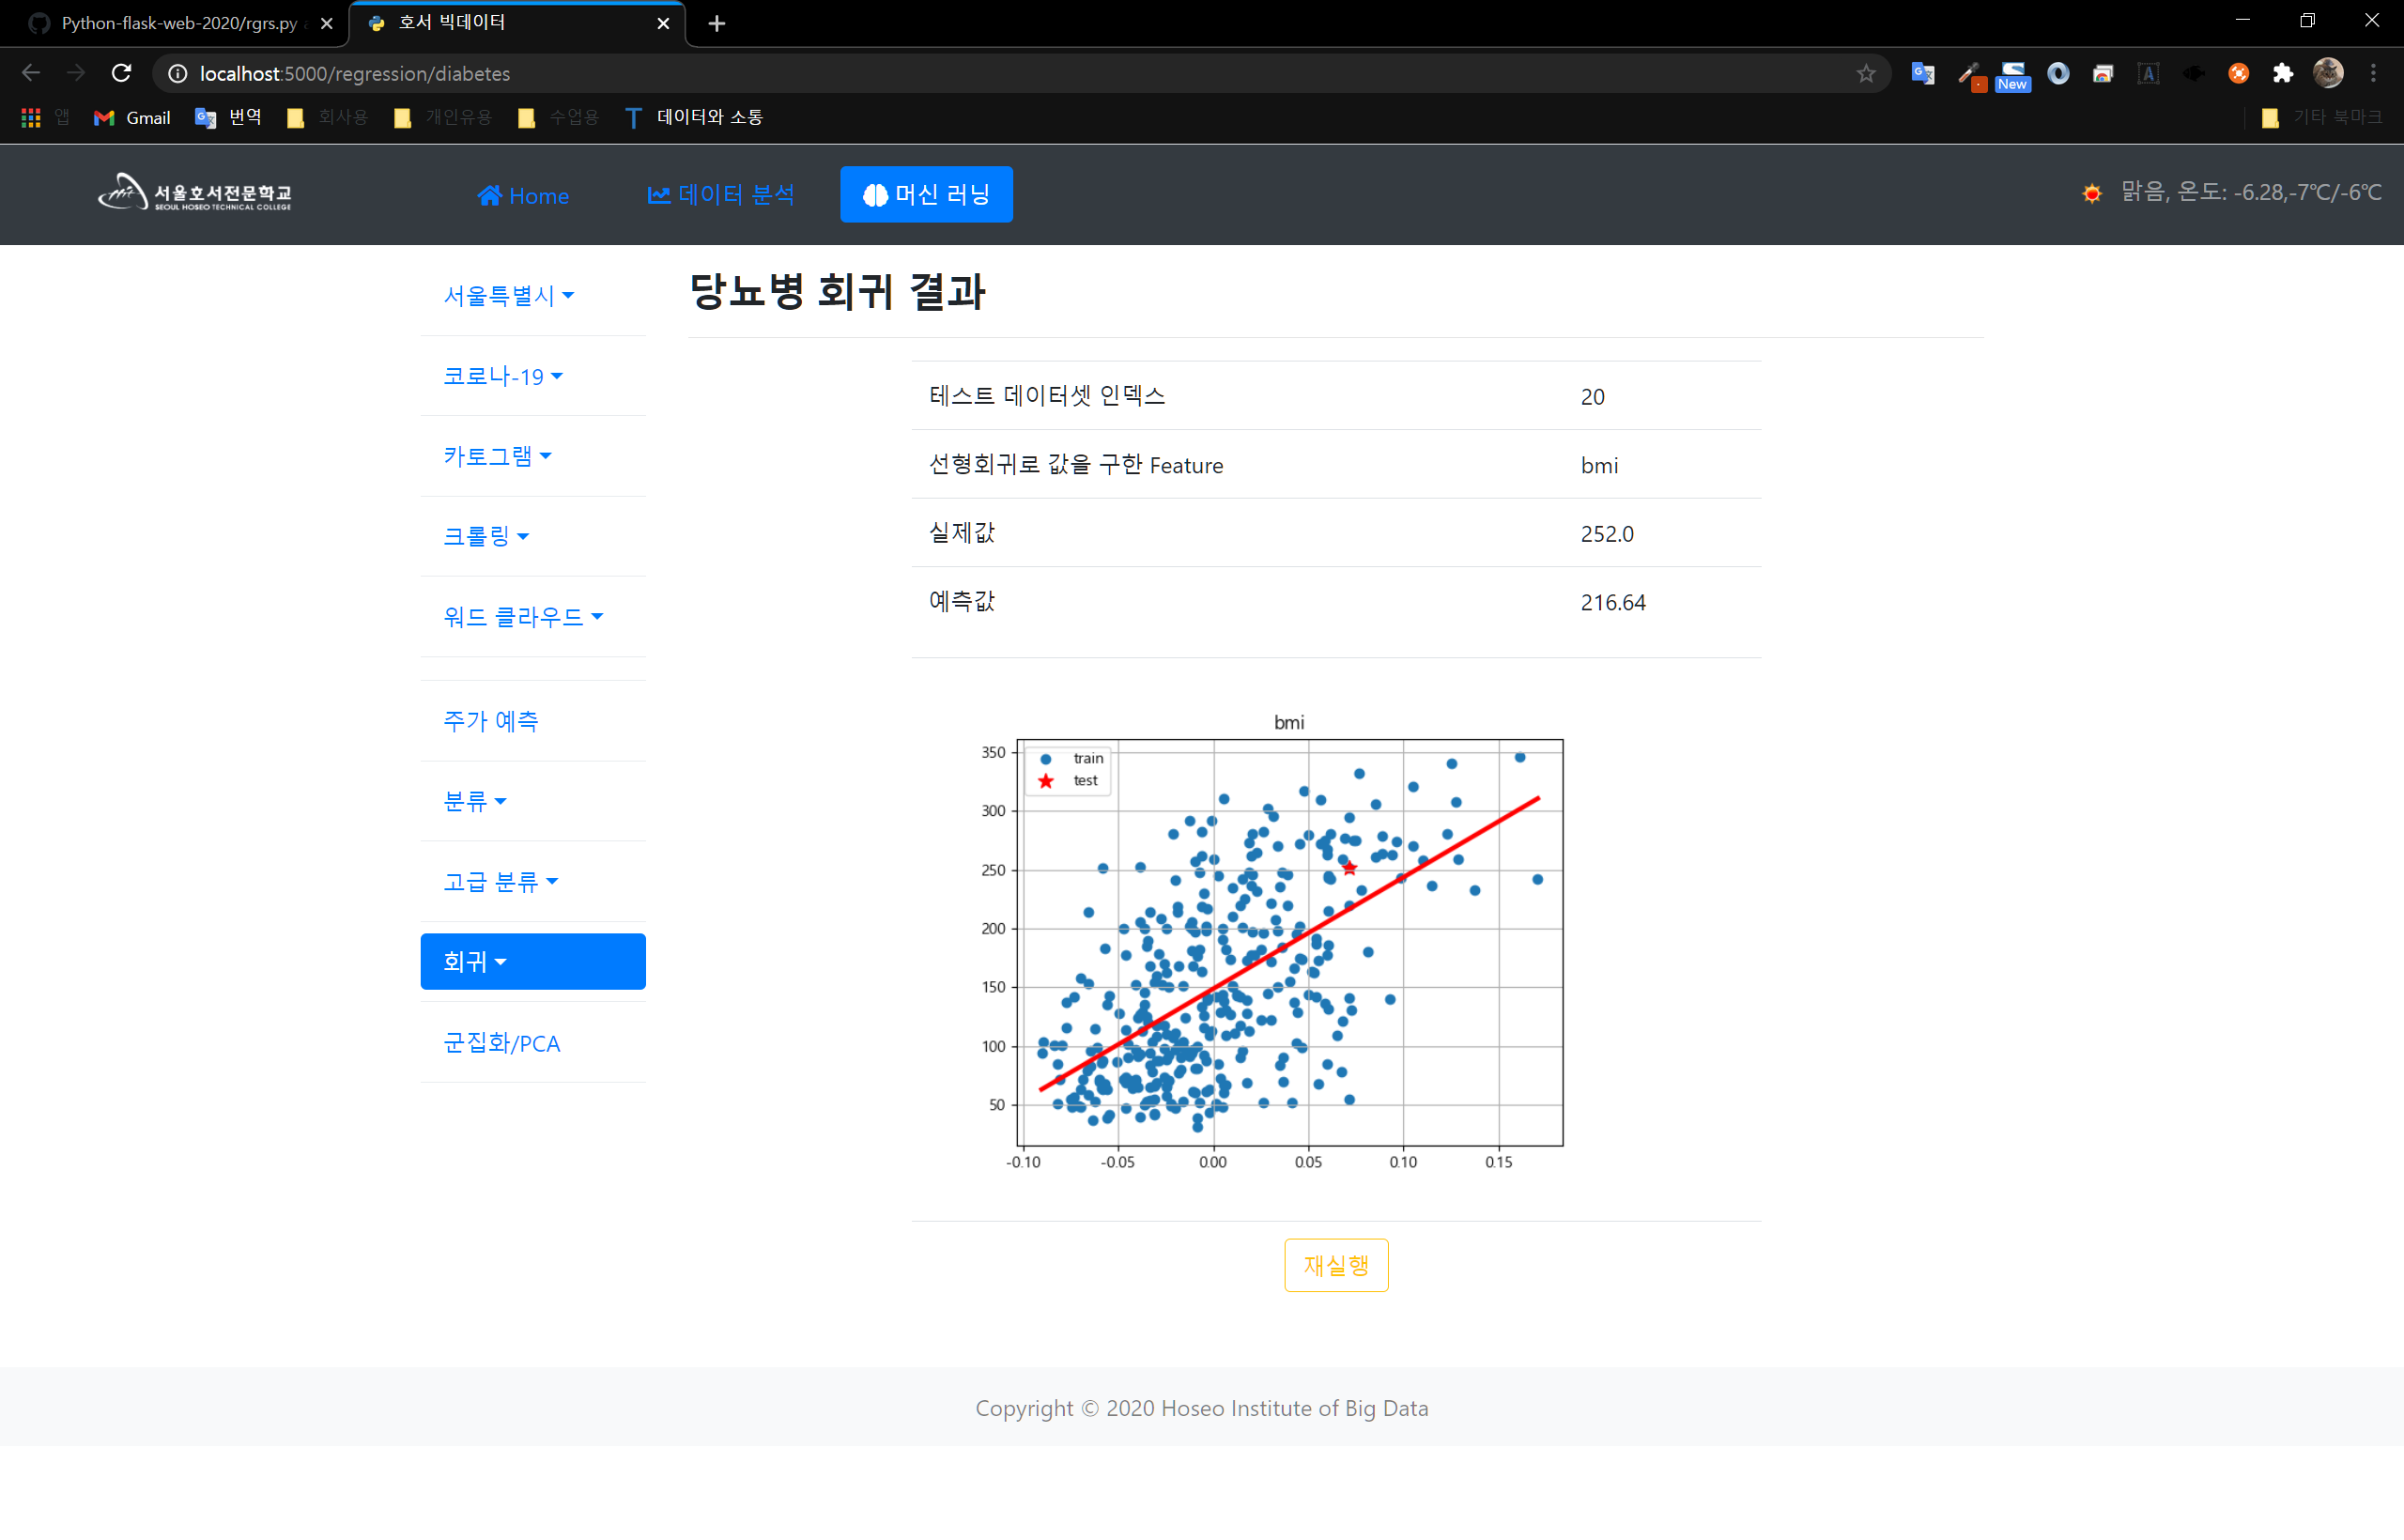 Python-flask-web-2020/rgrs.py
호서 빅데이터
localhost:5000/regression/diabetes
New
앱
Gmail
번역
회사용
개인유용
수업용
데이터와 소통
기타 북마크
서울호서전문학교
SEOUL HOSEO TECHNICAL COLLEGE
Home
데이터 분석
머신 러닝
맑음, 온도: -6.28,-7℃/-6℃
서울특별시
코로나-19
카토그램
크롤링
워드 클라우드
주가 예측
분류
고급 분류
회귀
군집화/PCA
당뇨병 회귀 결과
테스트 데이터셋 인덱스 20
선형회귀로 값을 구한 Feature bmi
실제값 252.0
예측값 216.64
bmi
train
test
350
300
250
200
150
100
50
-0.10 -0.05 0.00 0.05 0.10 0.15
재실행
Copyright © 2020 Hoseo Institute of Big Data